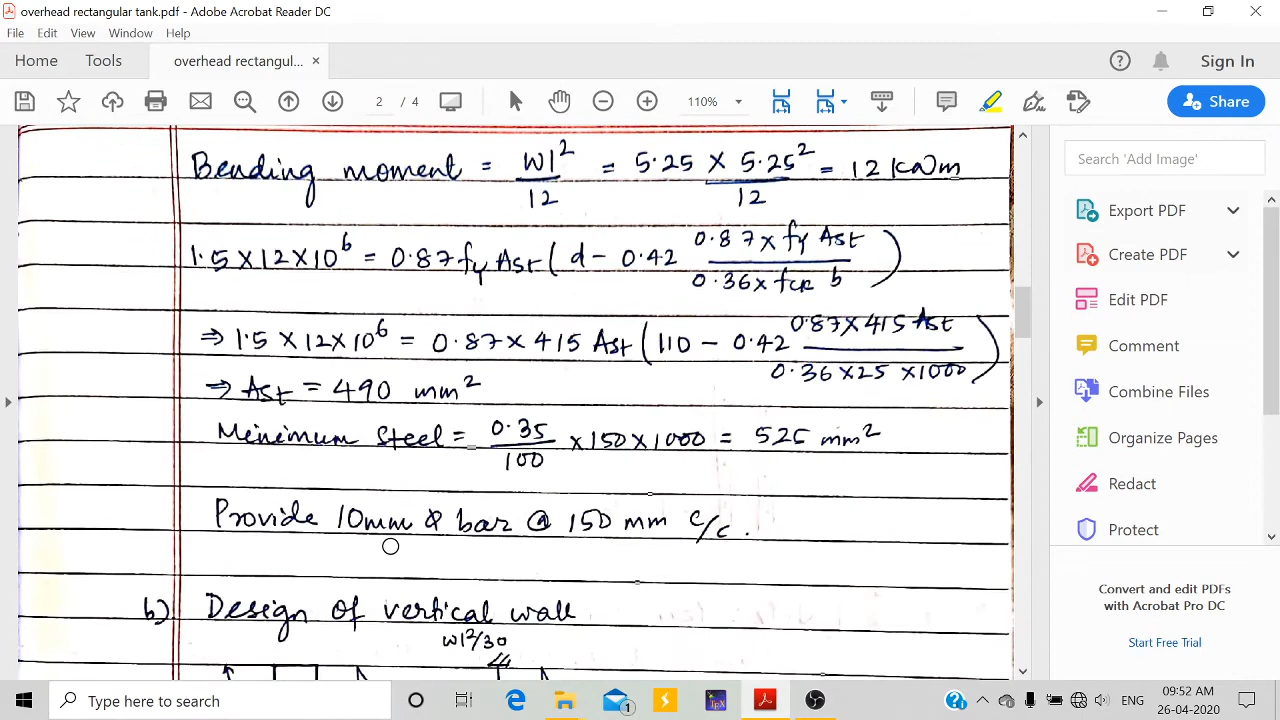 overhead rectangular tank.pdf - Adobe Acrobat Reader DC
File Edit View Window Help
Home Tools overhead rectangul... × Sign In
2 / 4 110% Share
Bending moment = Wl² / 12 = 5.25 × 5.25² / 12 = 12 kNm
1.5 × 12 × 10⁶ = 0.87 fy Ast ( d - 0.42 0.87 × fy Ast / 0.36 × fck b )
⇒ 1.5 × 12 × 10⁶ = 0.87 × 415 Ast ( 110 - 0.42 0.87 × 415 Ast / 0.36 × 25 × 1000 )
⇒ Ast = 490 mm²
Minimum Steel = 0.35 / 100 × 150 × 1000 = 525 mm²
Provide 10mm ϕ bar @ 150 mm c/c.
b) Design of vertical wall
wl²/30
Search 'Add Image'
Export PDF
Create PDF
Edit PDF
Comment
Combine Files
Organize Pages
Redact
Protect
Convert and edit PDFs
with Acrobat Pro DC
Start Free Trial
Type here to search
1
ENG
09:52 AM
26-04-2020